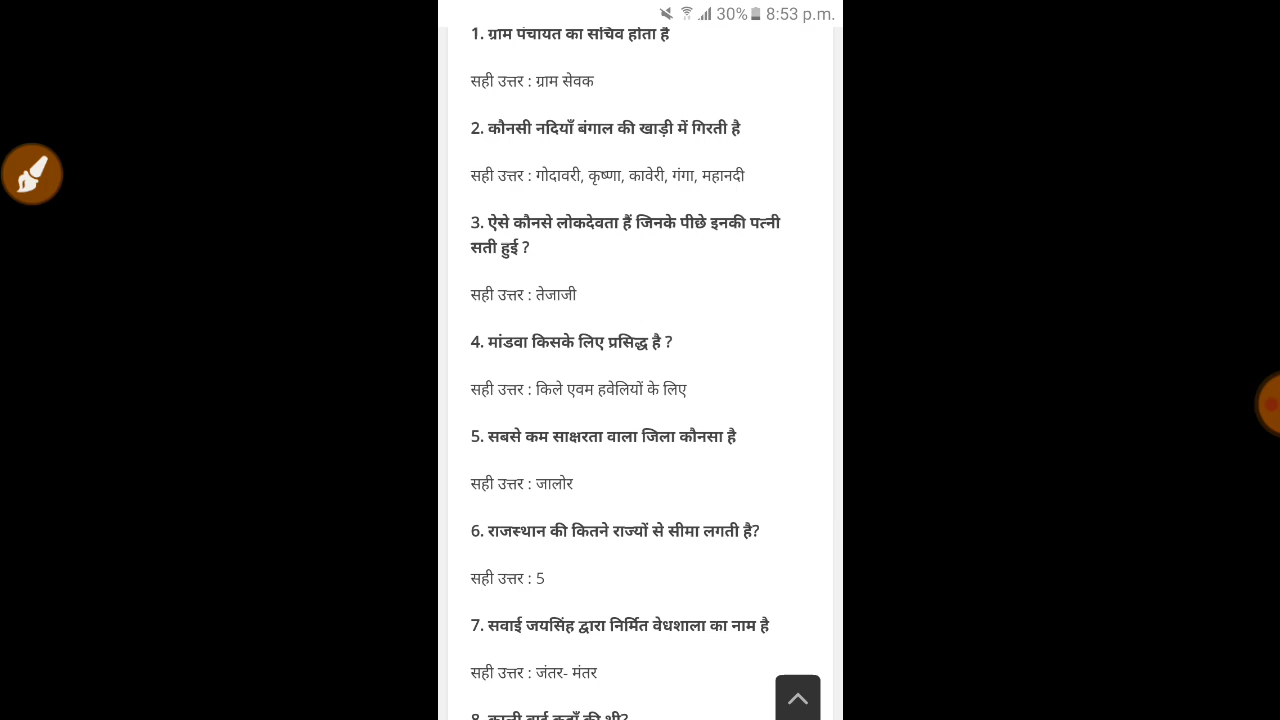 30% 8:53 p.m.
1. ग्राम पंचायत का सचिव होता है
सही उत्तर : ग्राम सेवक
2. कौनसी नदियाँ बंगाल की खाड़ी में गिरती है
सही उत्तर : गोदावरी, कृष्णा, कावेरी, गंगा, महानदी
3. ऐसे कौनसे लोकदेवता हैं जिनके पीछे इनकी पत्नी
सती हुई ?
सही उत्तर : तेजाजी
4. मांडवा किसके लिए प्रसिद्ध है ?
सही उत्तर : किले एवम हवेलियों के लिए
5. सबसे कम साक्षरता वाला जिला कौनसा है
सही उत्तर : जालोर
6. राजस्थान की कितने राज्यों से सीमा लगती है?
सही उत्तर : 5
7. सवाई जयसिंह द्वारा निर्मित वेधशाला का नाम है
सही उत्तर : जंतर- मंतर
8. काली बाई कहाँ की थी?